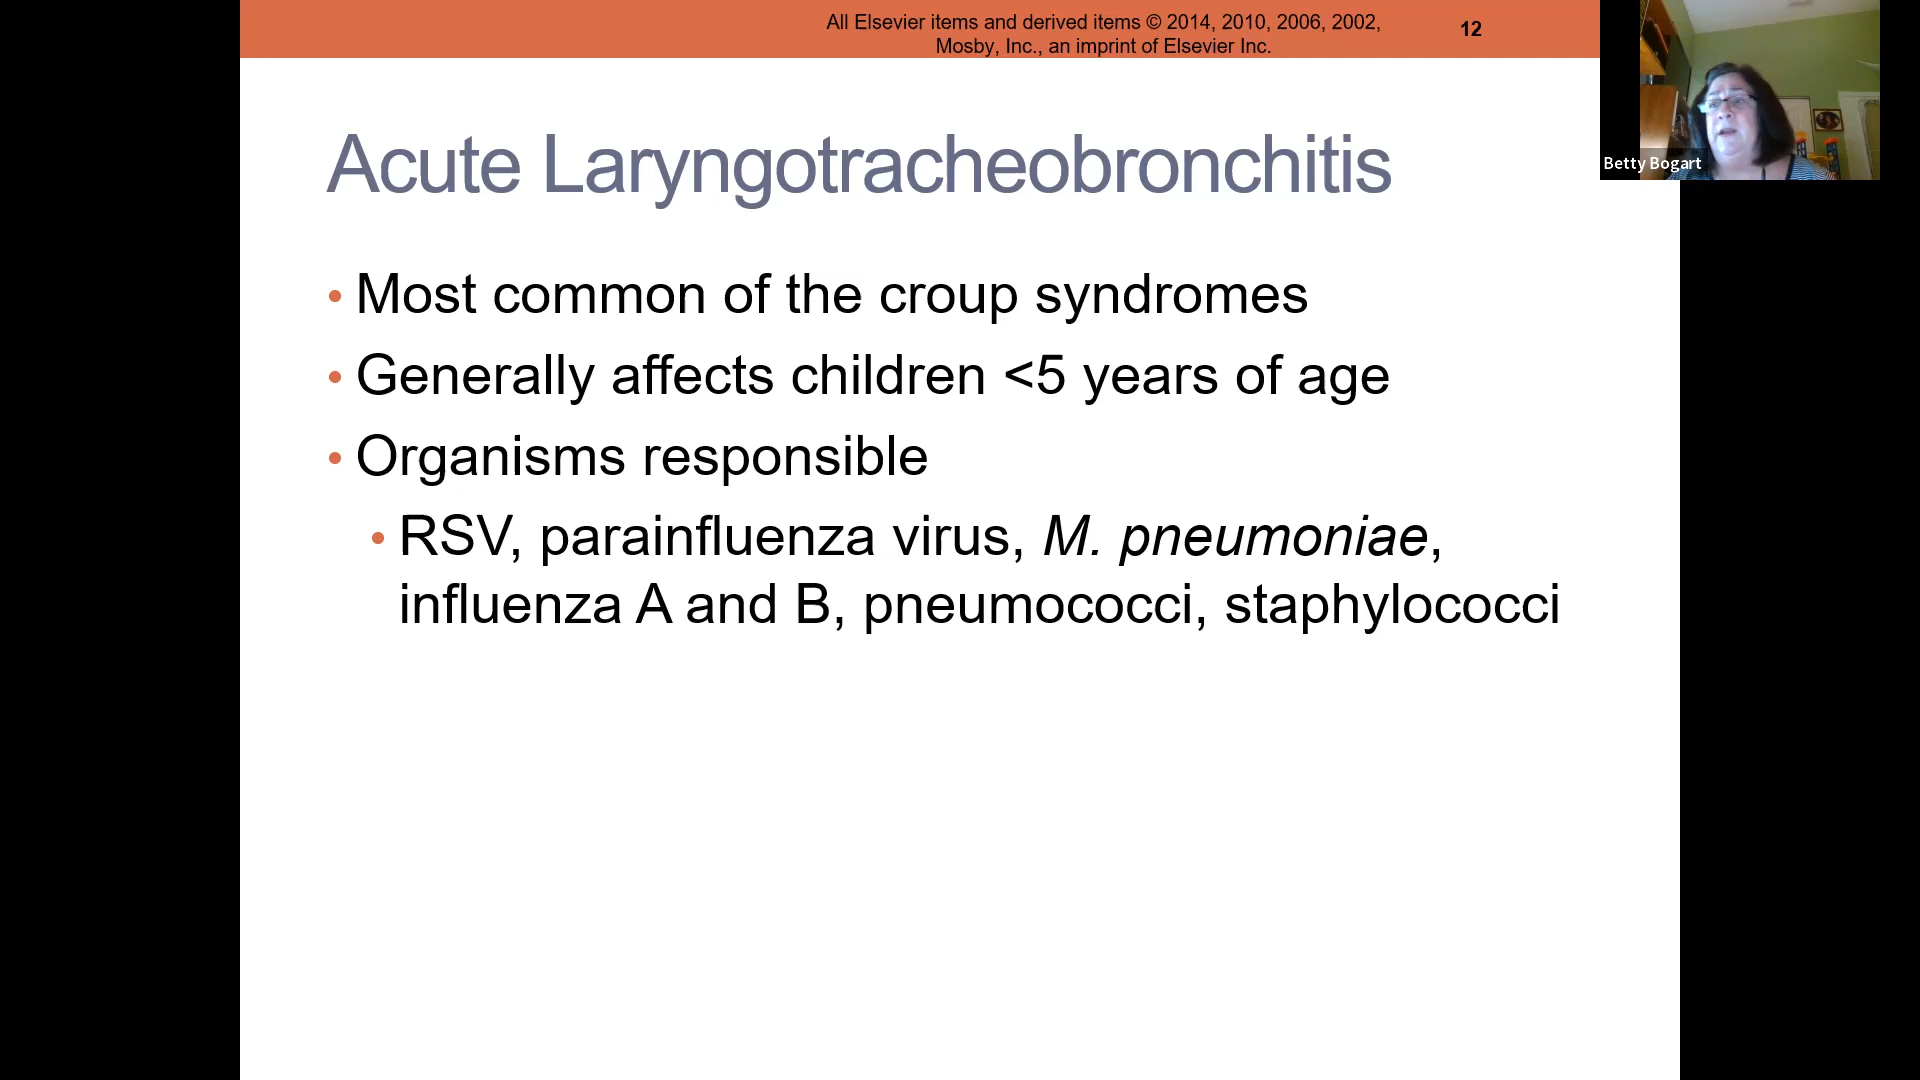 All Elsevier items and derived items © 2014, 2010, 2006, 2002,
Mosby, Inc., an imprint of Elsevier Inc.
12
Betty Bogart
Acute Laryngotracheobronchitis
• Most common of the croup syndromes
• Generally affects children <5 years of age
• Organisms responsible
• RSV, parainfluenza virus, M. pneumoniae,
influenza A and B, pneumococci, staphylococci